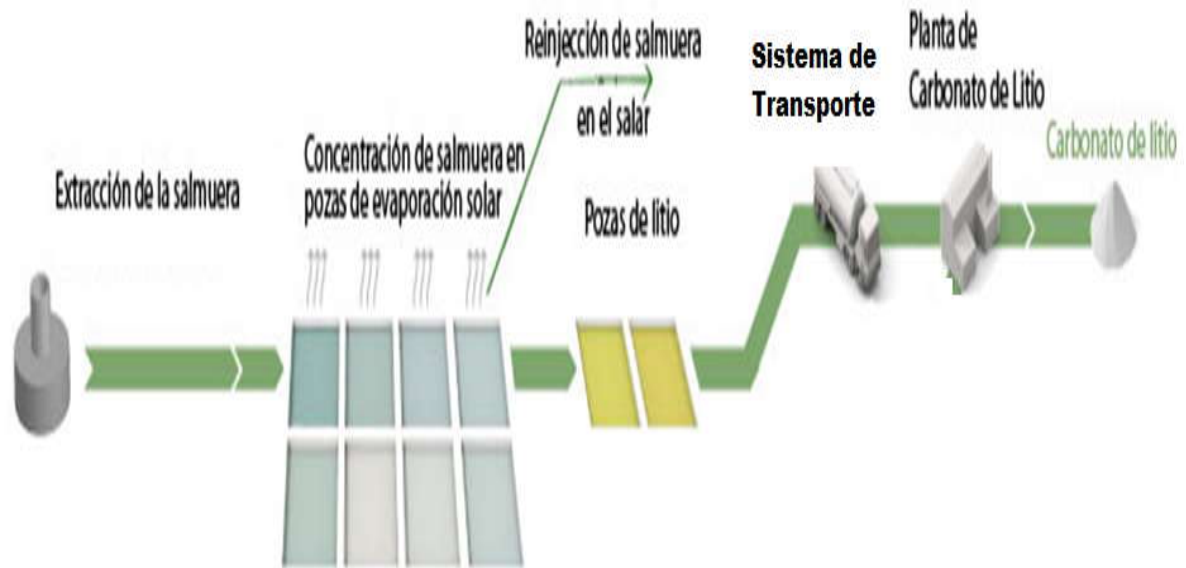 Extracción de la salmuera
Concentración de salmuera en
pozas de evaporación solar
Reinjección de salmuera
en el salar
Pozas de litio
Sistema de
Transporte
Planta de
Carbonato de Litio
Carbonato de litio